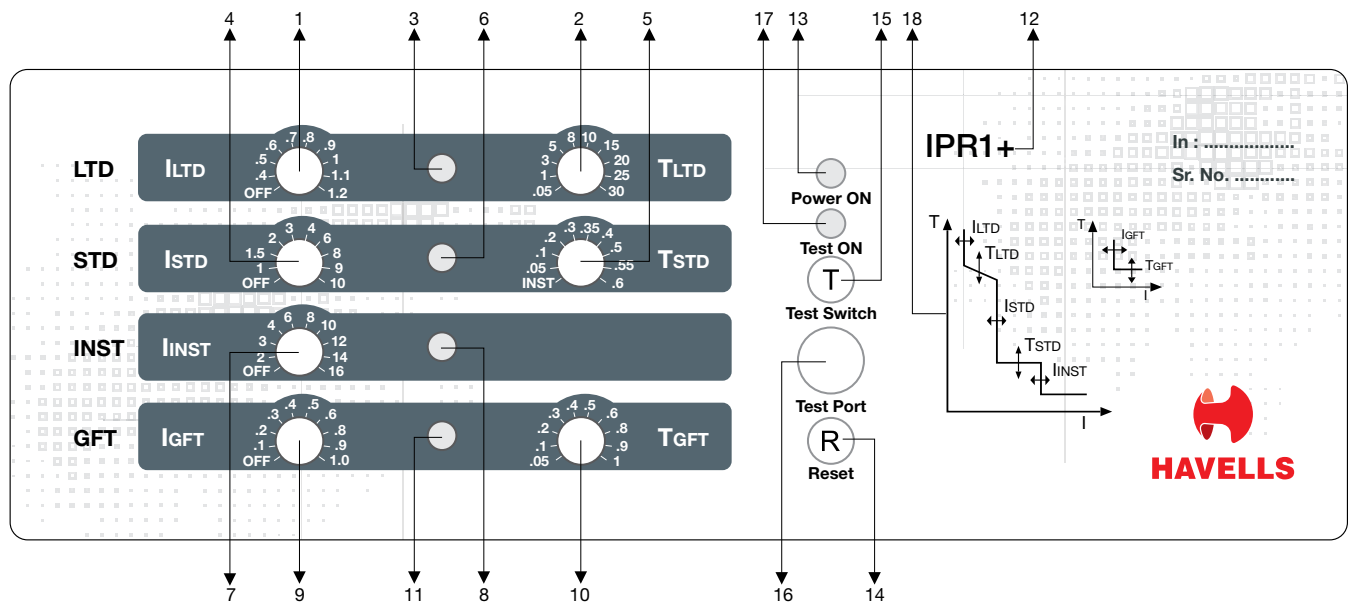 4 1 3 6 2 5 17 13 15 18 12
LTD
ILTD
OFF .4 .5 .6 .7 .8 .9 1 1.1 1.2
.05 1 3 5 8 10 15 20 25 30
TLTD
STD
ISTD
OFF 1 1.5 2 3 4 6 8 9 10
INST .05 .1 .2 .3 .35 .4 .5 .55 .6
TSTD
INST
IINST
OFF 2 3 4 6 8 10 12 14 16
GFT
IGFT
OFF .1 .2 .3 .4 .5 .6 .8 .9 1.0
.05 .1 .2 .3 .4 .5 .6 .8 .9 1
TGFT
Power ON
Test ON
T
Test Switch
Test Port
R
Reset
IPR1+
In : ..................
Sr. No. ............
T
ILTD
TLTD
ISTD
TSTD
IINST
I
T
IGFT
TGFT
I
HAVELLS
7 9 11 8 10 16 14